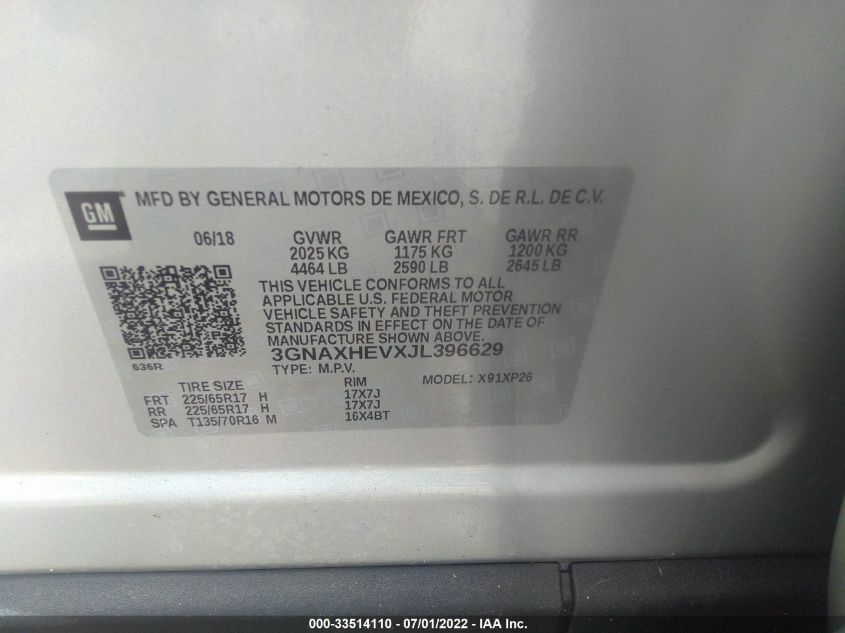 GM MFD BY GENERAL MOTORS DE MEXICO, S. DE R.L. DE C.V.
06/18 GVWR GAWR FRT GAWR RR
2025 KG 1175 KG 1200 KG
4464 LB 2590 LB 2645 LB
THIS VEHICLE CONFORMS TO ALL
APPLICABLE U.S. FEDERAL MOTOR
VEHICLE SAFETY AND THEFT PREVENTION
STANDARDS IN EFFECT ON THE DATE OF
MANUFACTURE SHOWN ABOVE.
636R 3GNAXHEVXJL396629
TYPE: M.P.V. MODEL: X91XP26
TIRE SIZE RIM
FRT 225/65R17 H 17X7J
RR 225/65R17 H 17X7J
SPA T135/70R16 M 16X4BT
000-33514110 - 07/01/2022 - IAA Inc.